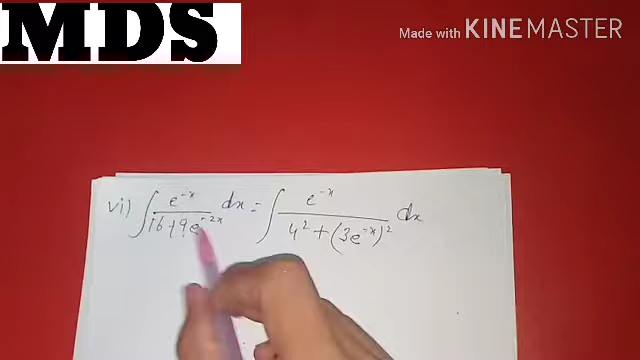 MDS
Made with KINEMASTER
vi) ∫ e^{-x} / (16 + 9e^{-2x}) dx = ∫ e^{-x} / (4² + (3e^{-x})²) dx